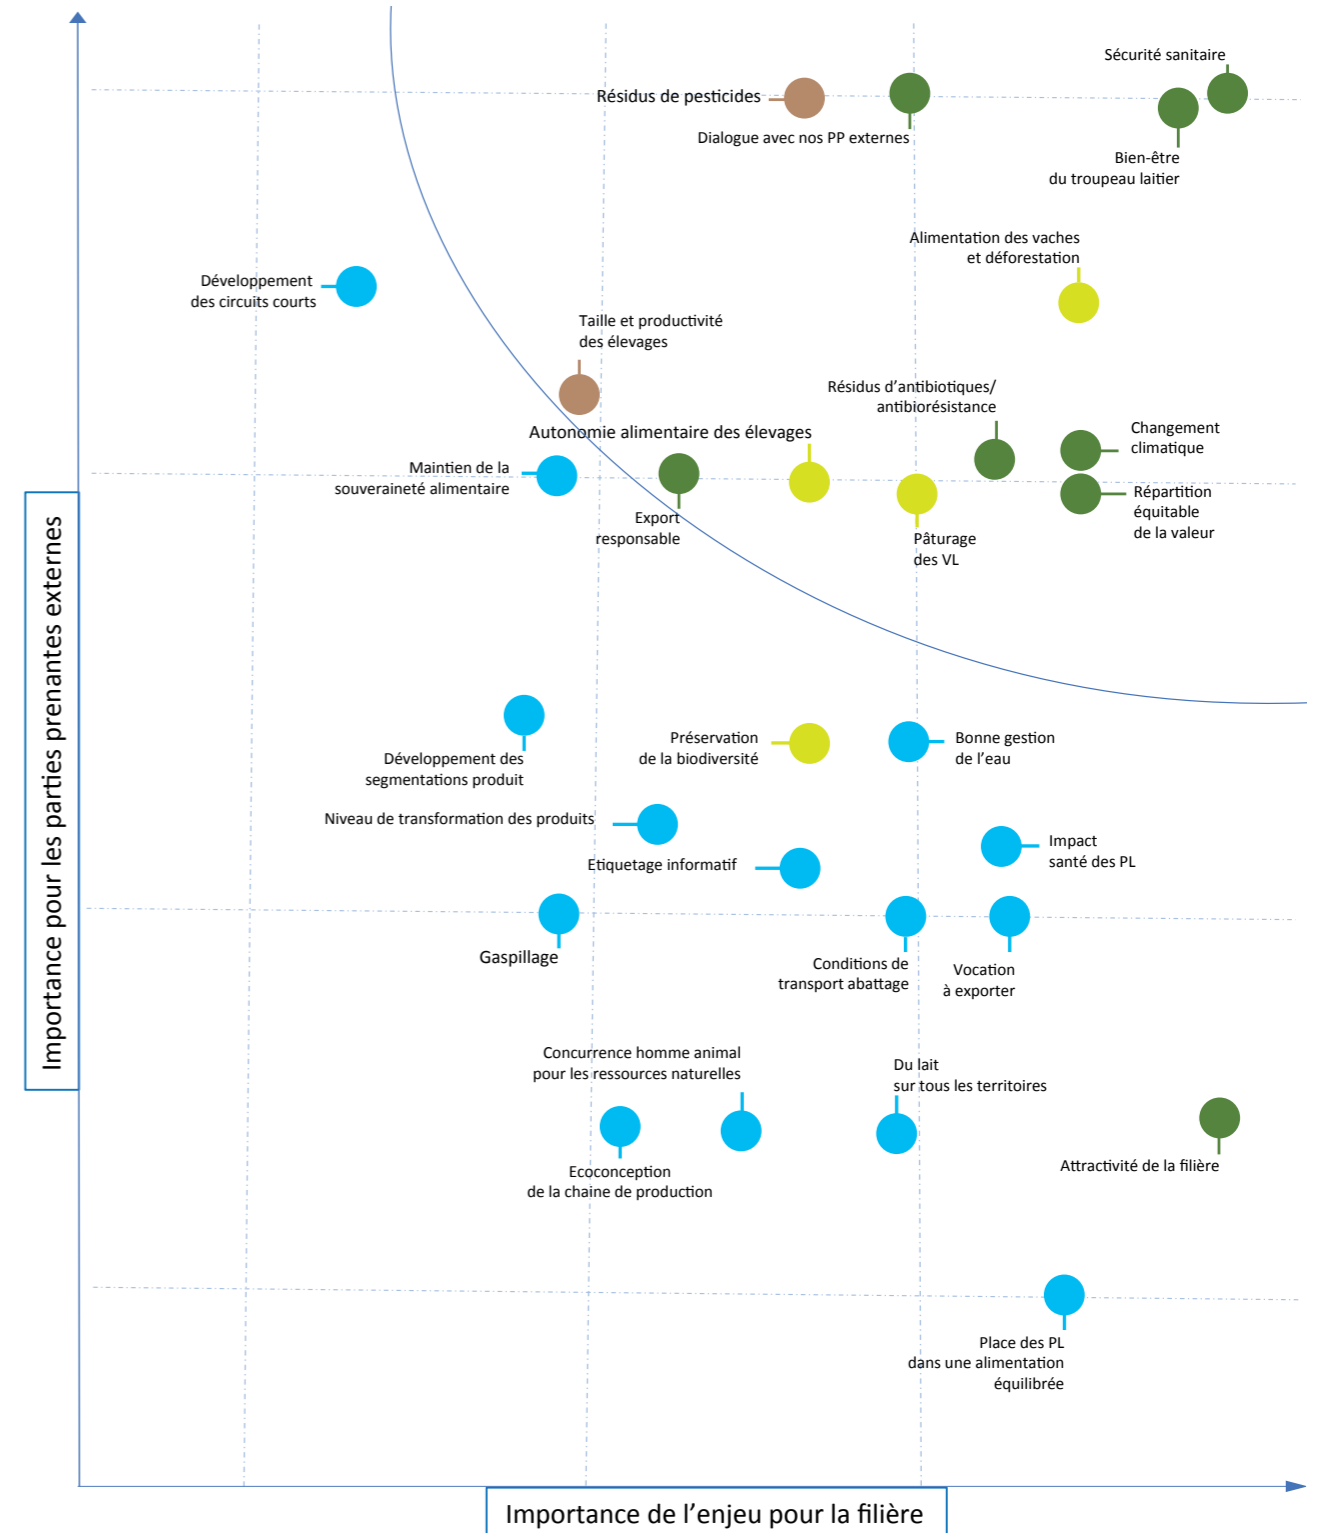 Sécurité sanitaire
Résidus de pesticides
Dialogue avec nos PP externes
Bien-être
du troupeau laitier
Alimentation des vaches
et déforestation
Développement
des circuits courts
Taille et productivité
des élevages
Résidus d’antibiotiques/
antibiorésistance
Autonomie alimentaire des élevages
Changement
climatique
Maintien de la
souveraineté alimentaire
Export
responsable
Pâturage
des VL
Répartition
équitable
de la valeur
Importance pour les parties prenantes externes
Développement des
segmentations produit
Préservation
de la biodiversité
Bonne gestion
de l’eau
Niveau de transformation des produits
Etiquetage informatif
Impact
santé des PL
Gaspillage
Conditions de
transport abattage
Vocation
à exporter
Concurrence homme animal
pour les ressources naturelles
Du lait
sur tous les territoires
Ecoconception
de la chaine de production
Attractivité de la filière
Place des PL
dans une alimentation
équilibrée
Importance de l’enjeu pour la filière